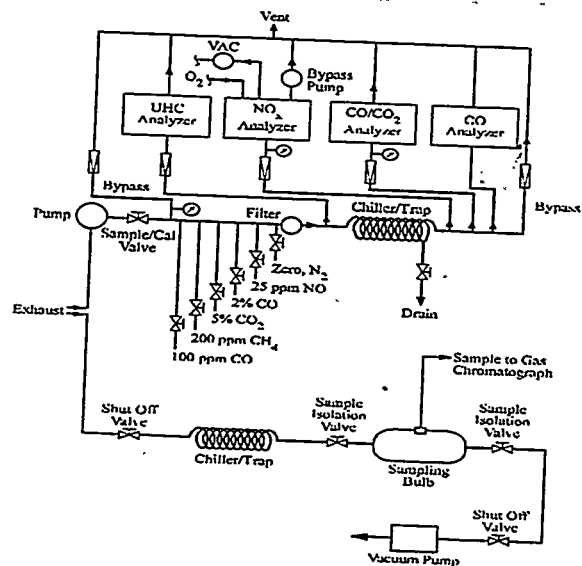 Vent
VAC
O2
Bypass
Pump
UHC
Analyzer
NOx
Analyzer
CO/CO2
Analyzer
CO
Analyzer
Bypass
Pump
Filter
Chiller/Trap
Bypass
Sample/Cal
Valve
Zero, N2
25 ppm NO
2% CO
5% CO2
200 ppm CH4
100 ppm CO
Drain
Exhaust
Sample to Gas
Chromatograph
Shut Off
Valve
Sample
Isolation
Valve
Sample
Isolation
Valve
Chiller/Trap
Sampling
Bulb
Shut Off
Valve
Vacuum Pump